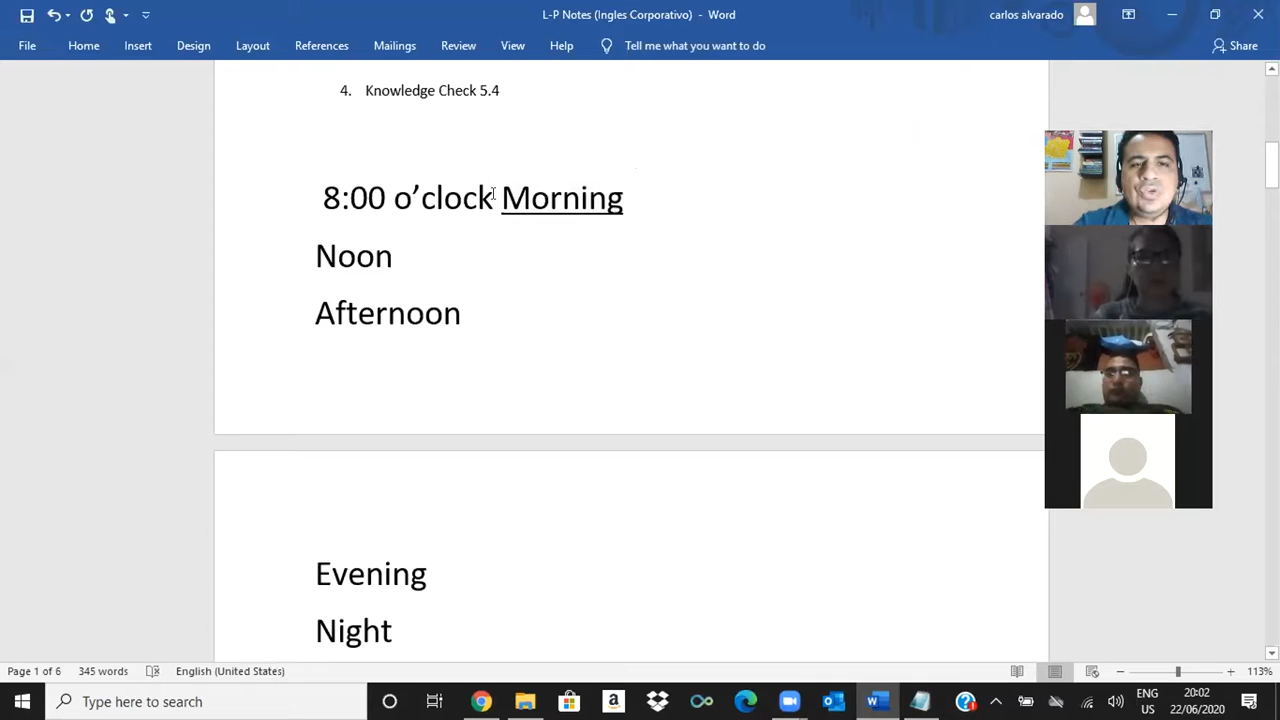 L-P Notes (Ingles Corporativo) - Word
carlos alvarado
File Home Insert Design Layout References Mailings Review View Help Tell me what you want to do Share
4. Knowledge Check 5.4
8:00 o’clock Morning
Noon
Afternoon
Evening
Night
Page 1 of 6 345 words English (United States) 113%
Type here to search
ENG
US
20:02
22/06/2020